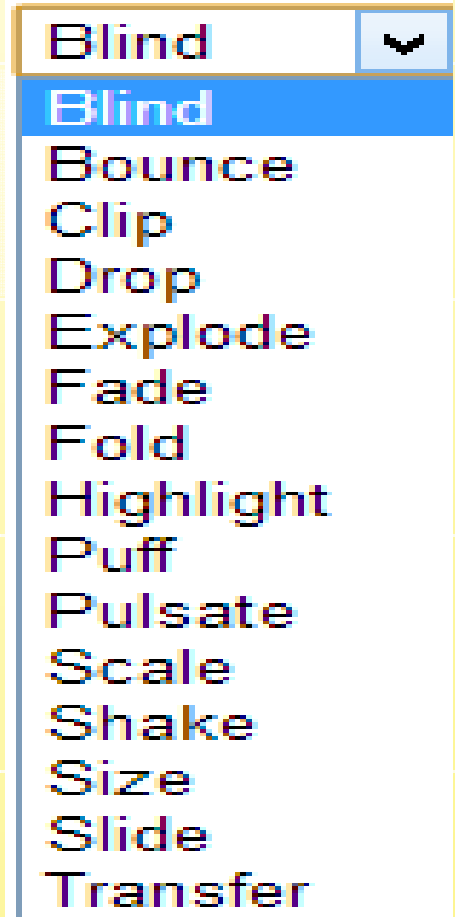 Blind
Blind
Bounce
Clip
Drop
Explode
Fade
Fold
Highlight
Puff
Pulsate
Scale
Shake
Size
Slide
Transfer